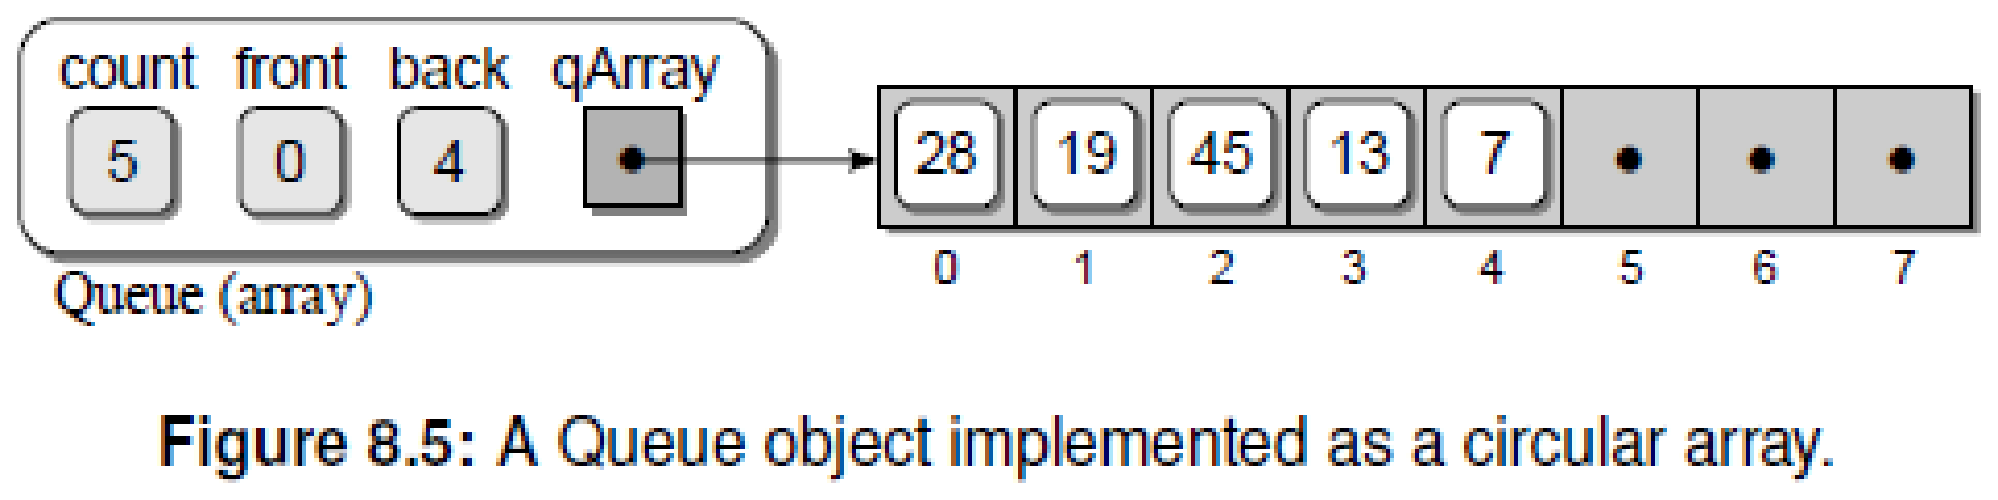 count front back qArray
5 0 4 28 19 45 13 7
0 1 2 3 4 5 6 7
Queue (array)
Figure 8.5: A Queue object implemented as a circular array.